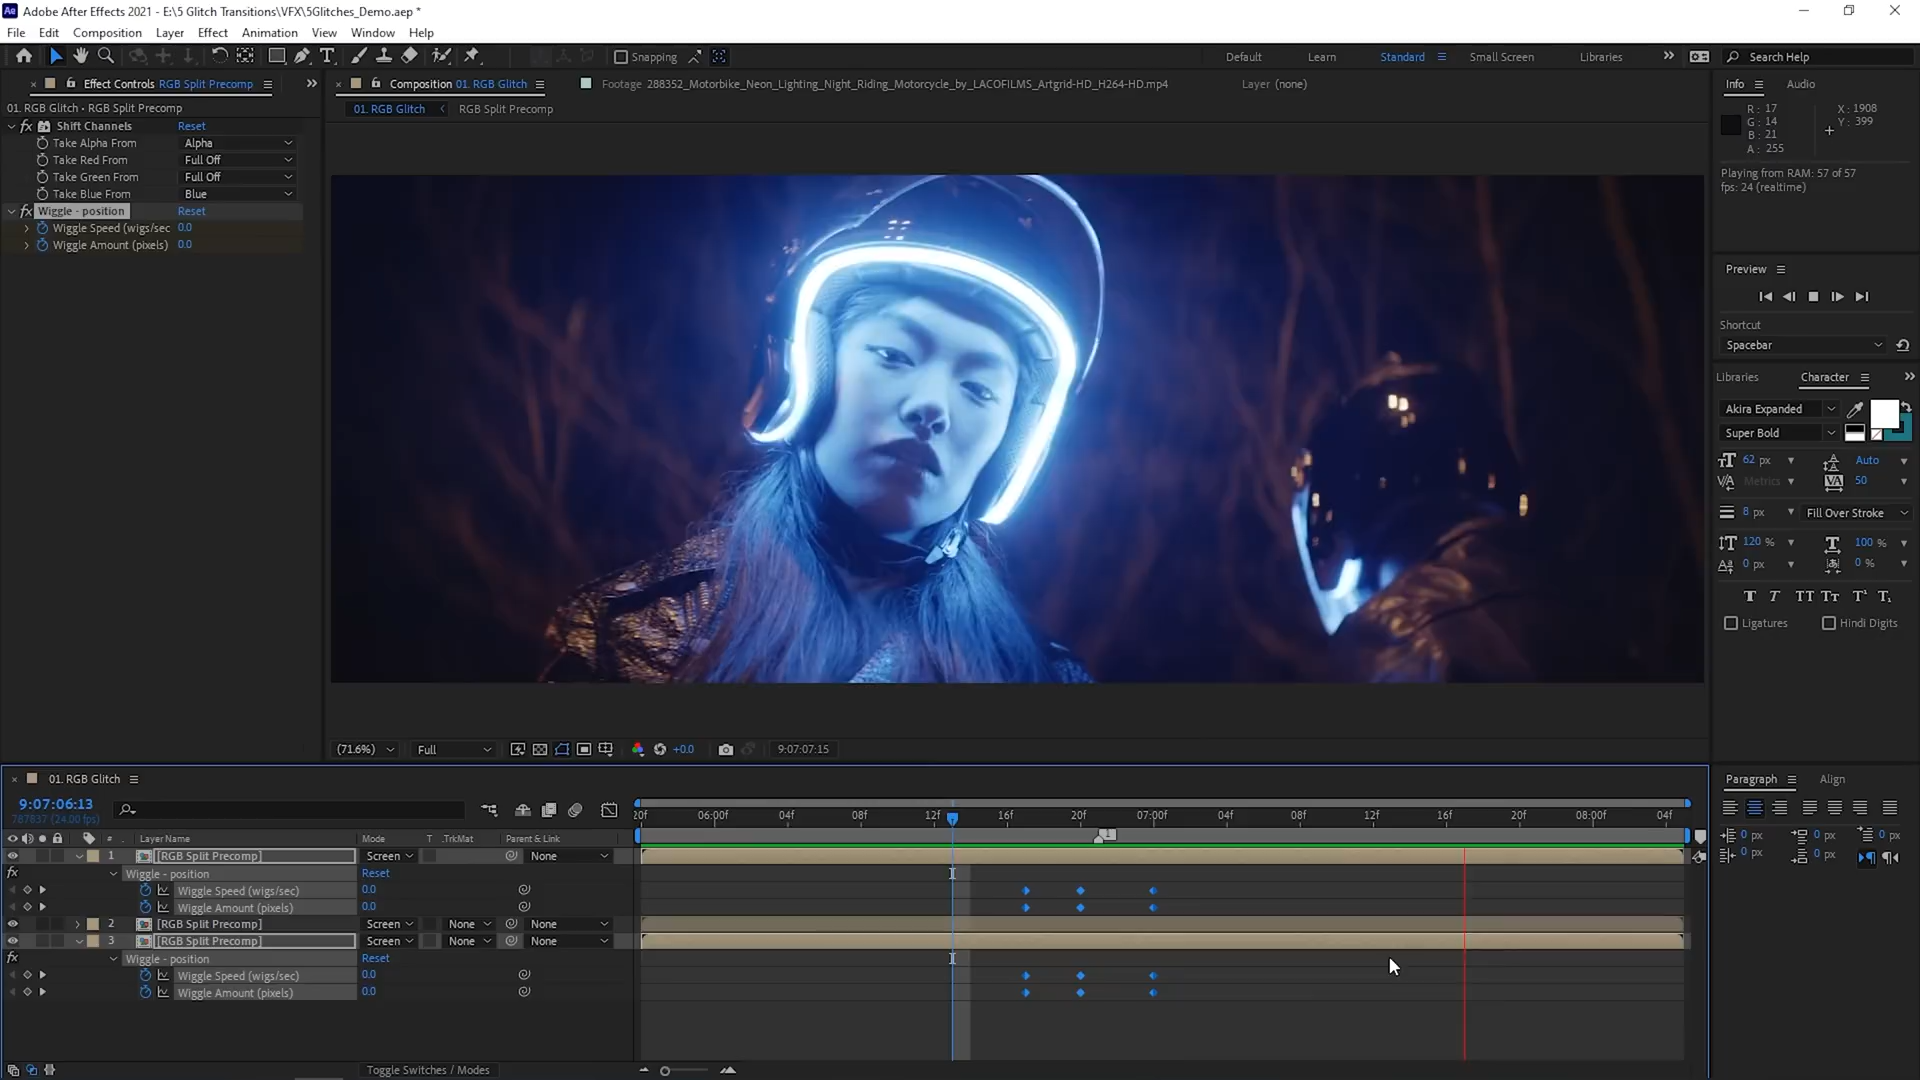 Adobe After Effects 2021 - E:\5 Glitch Transitions\VFX\5Glitches_Demo.aep *
File Edit Composition Layer Effect Animation View Window Help
Snapping
Default Learn Standard Small Screen Libraries Search Help
Effect Controls RGB Split Precomp
Composition 01. RGB Glitch
Footage 288352_Motorbike_Neon_Lighting_Night_Riding_Motorcycle_by_LACOFILMS_Artgrid-HD_H264-HD.mp4
Layer (none)
Info Audio
01. RGB Glitch • RGB Split Precomp
01. RGB Glitch RGB Split Precomp
Shift Channels Reset
Take Alpha From Alpha
Take Red From Full Off
Take Green From Full Off
Take Blue From Blue
Wiggle - position Reset
Wiggle Speed (wigs/sec 0.0
Wiggle Amount (pixels) 0.0
R: 17
G: 14
B: 21
A: 255
X: 1908
Y: 399
Playing from RAM: 57 of 57
fps: 24 (realtime)
Preview
Shortcut
Spacebar
Libraries Character
Akira Expanded
Super Bold
62 px Auto
Metrics 50
8 px Fill Over Stroke
120 % 100 %
0 px 0 %
Ligatures Hindi Digits
(71.6%) Full +0.0 9:07:07:15
01. RGB Glitch
9:07:06:13
787837 (24.00 fps)
20f 06:00f 04f 08f 12f 16f 20f 07:00f 04f 08f 12f 16f 20f 08:00f 04f
1
# Layer Name Mode T .TrkMat Parent & Link
1 [RGB Split Precomp] Screen None
Wiggle - position Reset
Wiggle Speed (wigs/sec) 0.0
Wiggle Amount (pixels) 0.0
2 [RGB Split Precomp] Screen None None
3 [RGB Split Precomp] Screen None None
Wiggle - position Reset
Wiggle Speed (wigs/sec) 0.0
Wiggle Amount (pixels) 0.0
Toggle Switches / Modes
Paragraph Align
0 px 0 px 0 px
0 px 0 px